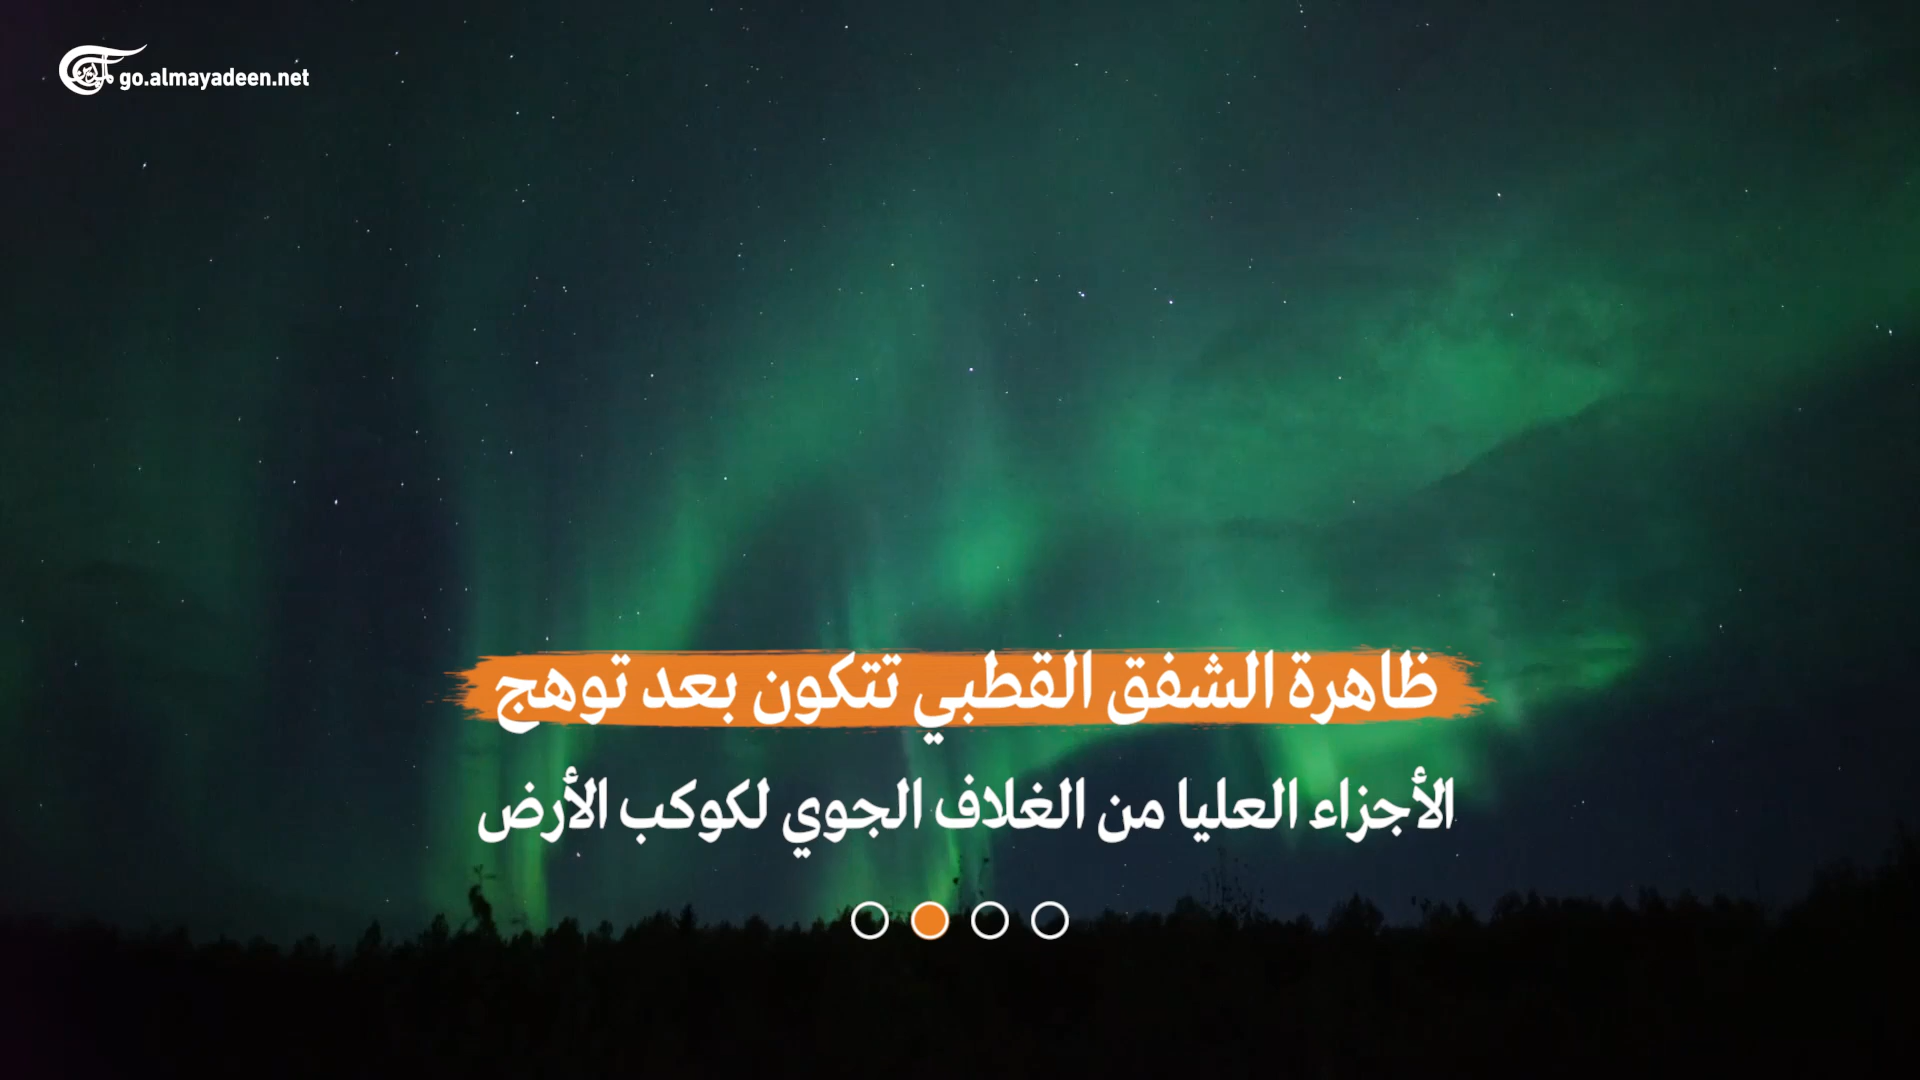 go.almayadeen.net
ظاهرة الشفق القطبي تتكون بعد توهج
الأجزاء العليا من الغلاف الجوي لكوكب الأرض